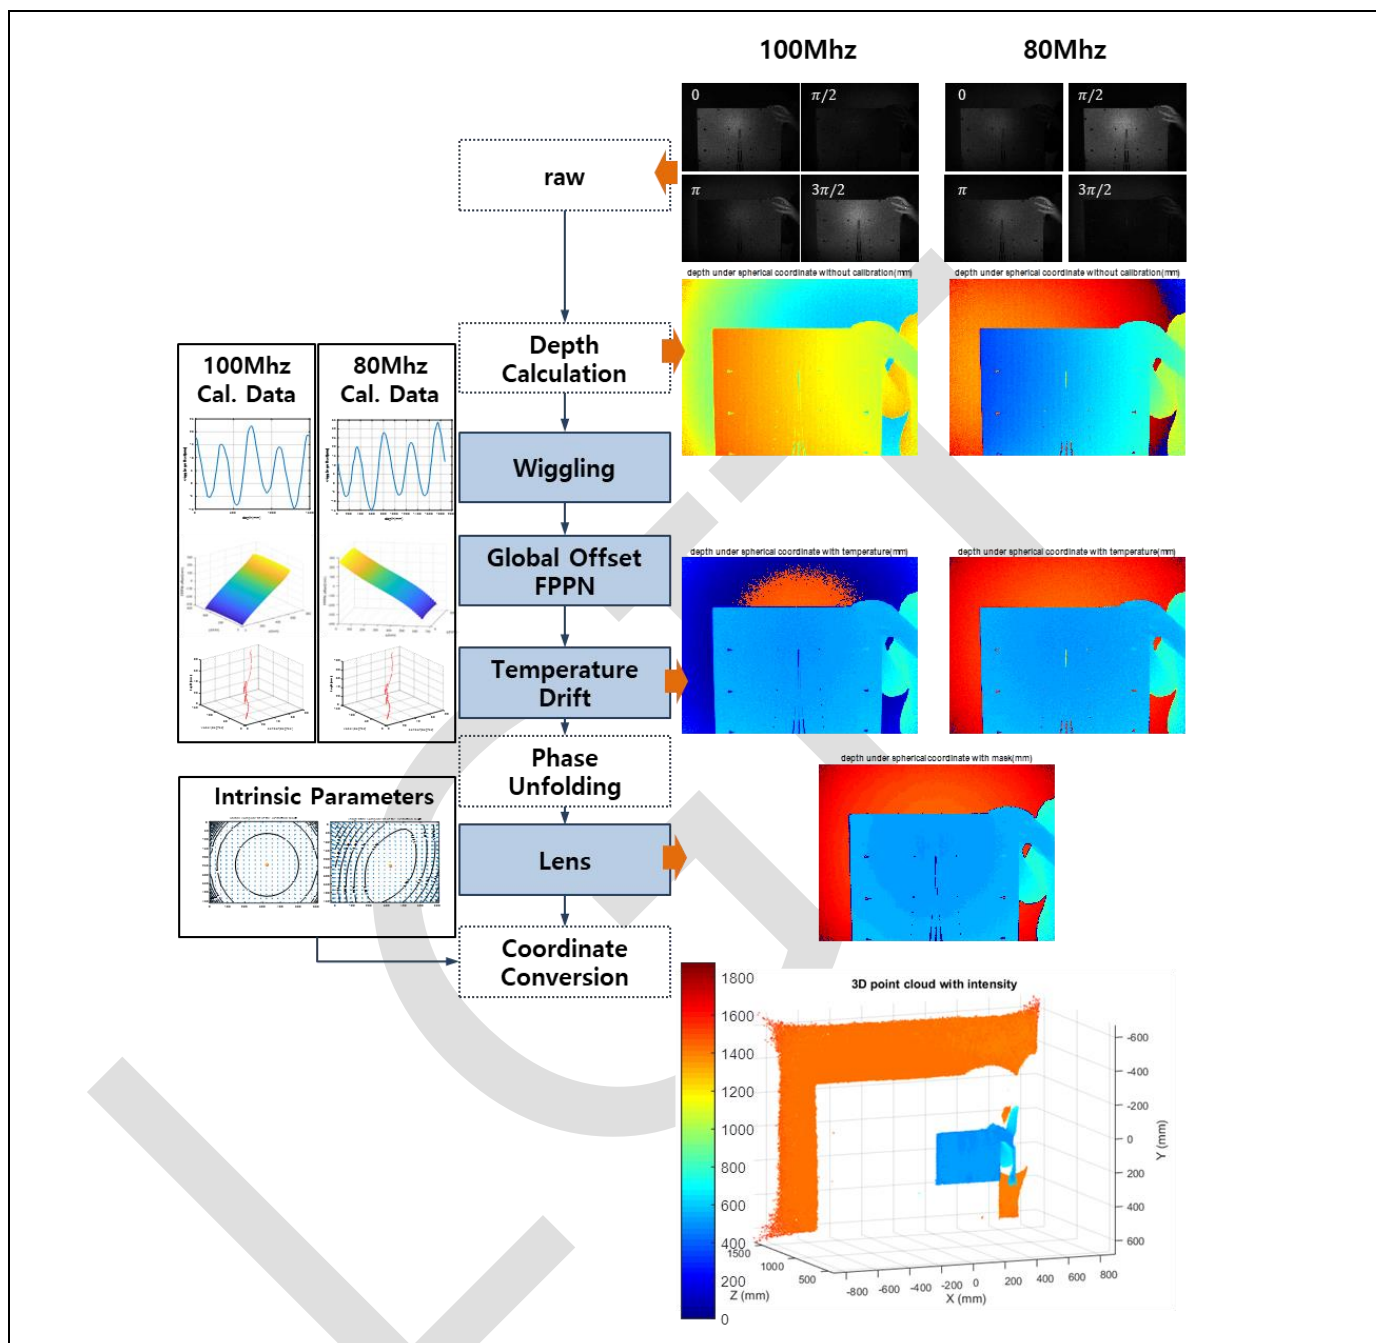 100Mhz
80Mhz
0
π/2
π
3π/2
0
π/2
π
3π/2
raw
depth under spherical coordinate without calibration(mm)
depth under spherical coordinate without calibration(mm)
Depth
Calculation
100Mhz
Cal. Data
80Mhz
Cal. Data
Wiggling
Global Offset
FPPN
depth under spherical coordinate with temperature(mm)
depth under spherical coordinate with temperature(mm)
Temperature
Drift
Phase
Unfolding
depth under spherical coordinate with mask(mm)
Intrinsic Parameters
Lens
Coordinate
Conversion
3D point cloud with intensity
1800
1600
1400
1200
1000
800
600
400
200
0
-600
-400
-200
0
200
400
600
Y (mm)
1500
1000
500
Z (mm)
-800
-600
-400
-200
0
200
400
600
800
X (mm)